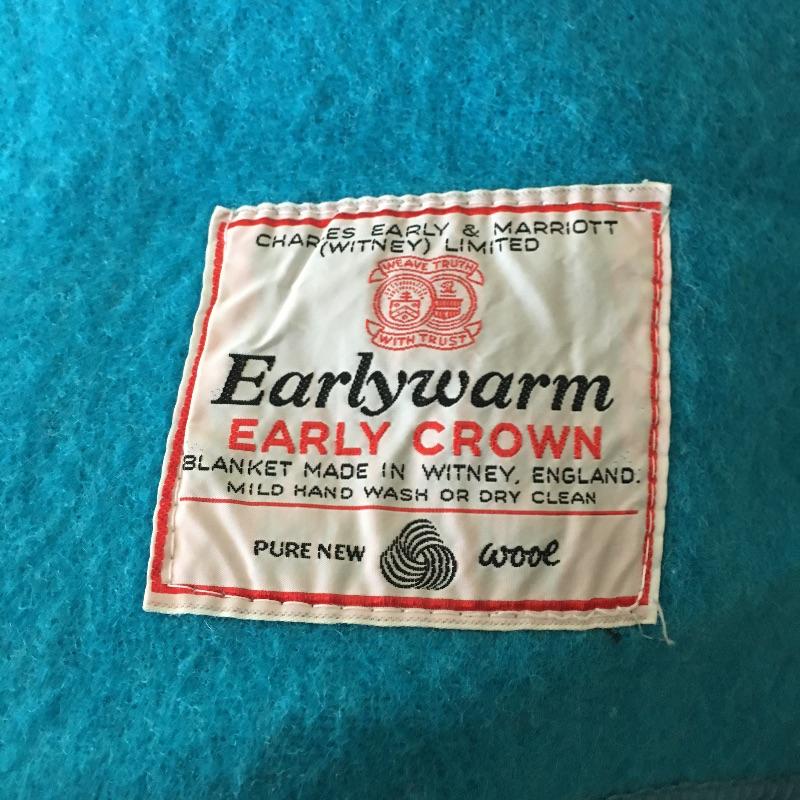 CHARLES EARLY & MARRIOTT
(WITNEY) LIMITED
WEAVE TRUTH
WITH TRUST
Earlywarm
EARLY CROWN
BLANKET MADE IN WITNEY, ENGLAND.
MILD HAND WASH OR DRY CLEAN
PURE NEW wool